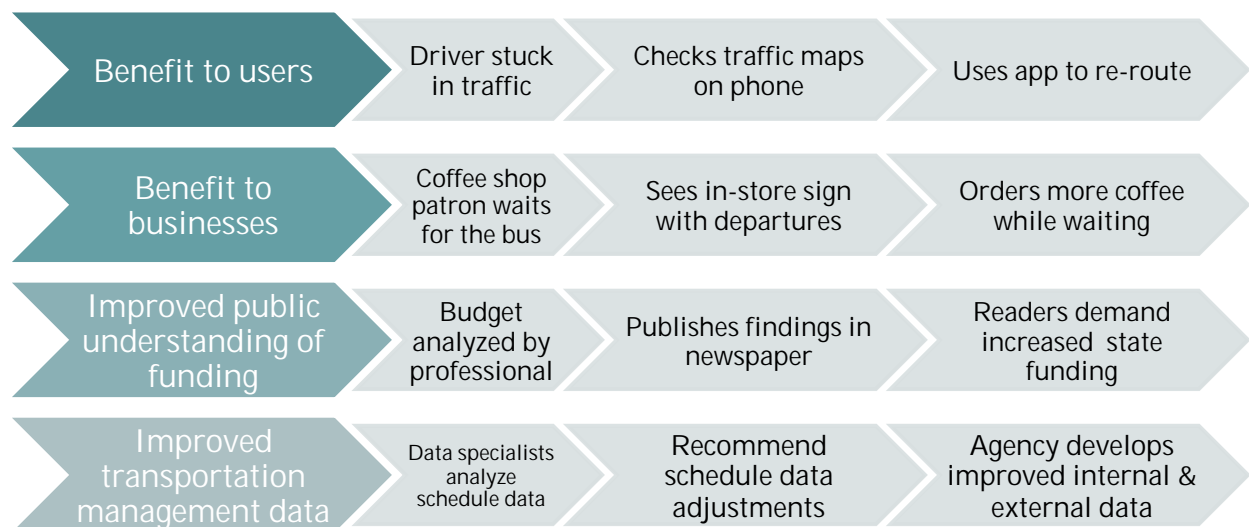 Benefit to users
Driver stuck
in traffic
Checks traffic maps
on phone
Uses app to re-route
Benefit to
businesses
Coffee shop
patron waits
for the bus
Sees in-store sign
with departures
Orders more coffee
while waiting
Improved public
understanding of
funding
Budget
analyzed by
professional
Publishes findings in
newspaper
Readers demand
increased state
funding
Improved
transportation
management data
Data specialists
analyze
schedule data
Recommend
schedule data
adjustments
Agency develops
improved internal &
external data